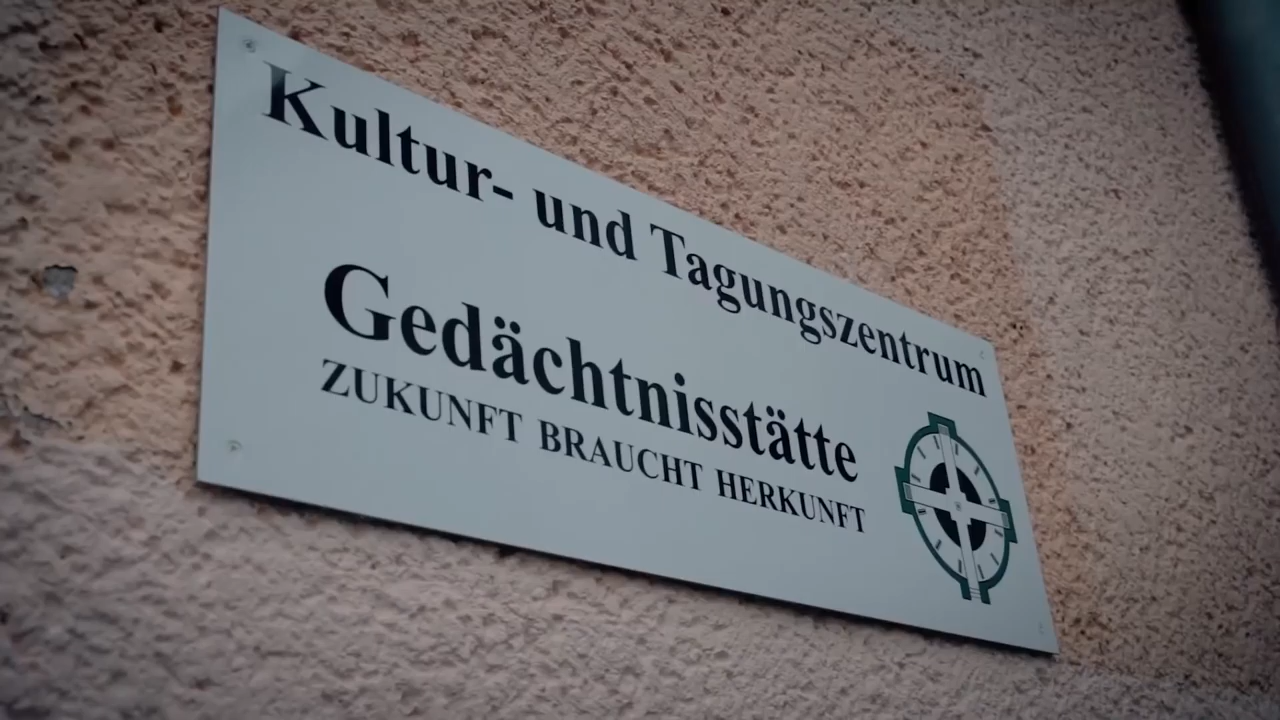 Kultur- und Tagungszentrum
Gedächtnisstätte
ZUKUNFT BRAUCHT HERKUNFT